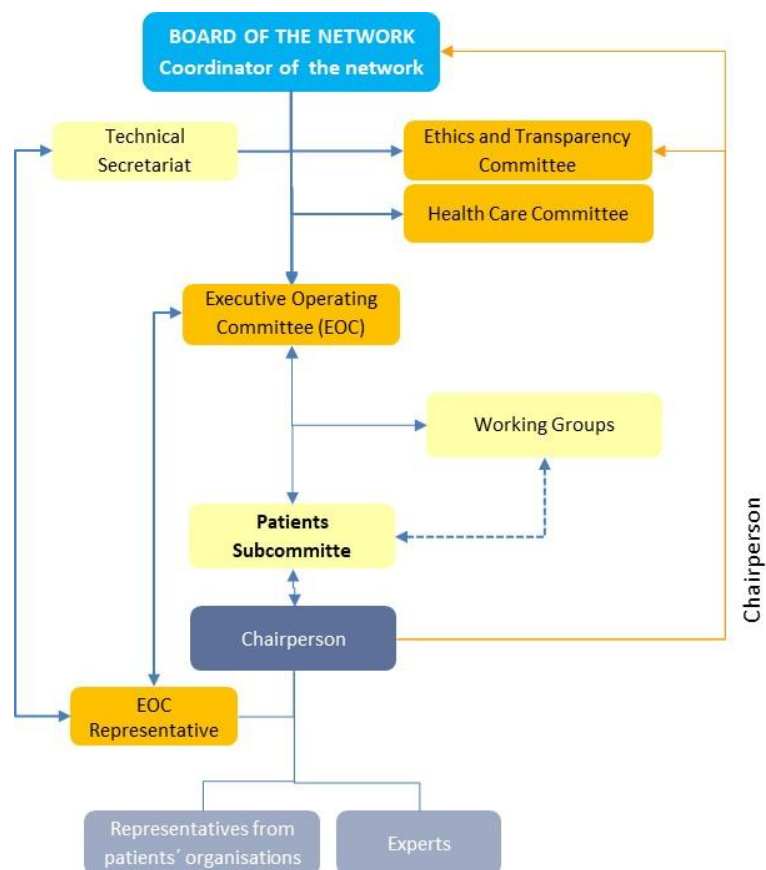 BOARD OF THE NETWORK
Coordinator of the network
Technical
Secretariat
Ethics and Transparency
Committee
Health Care Committee
Executive Operating
Committee (EOC)
Working Groups
Patients
Subcommitte
Chairperson
Chairperson
EOC
Representative
Representatives from
patients´ organisations
Experts